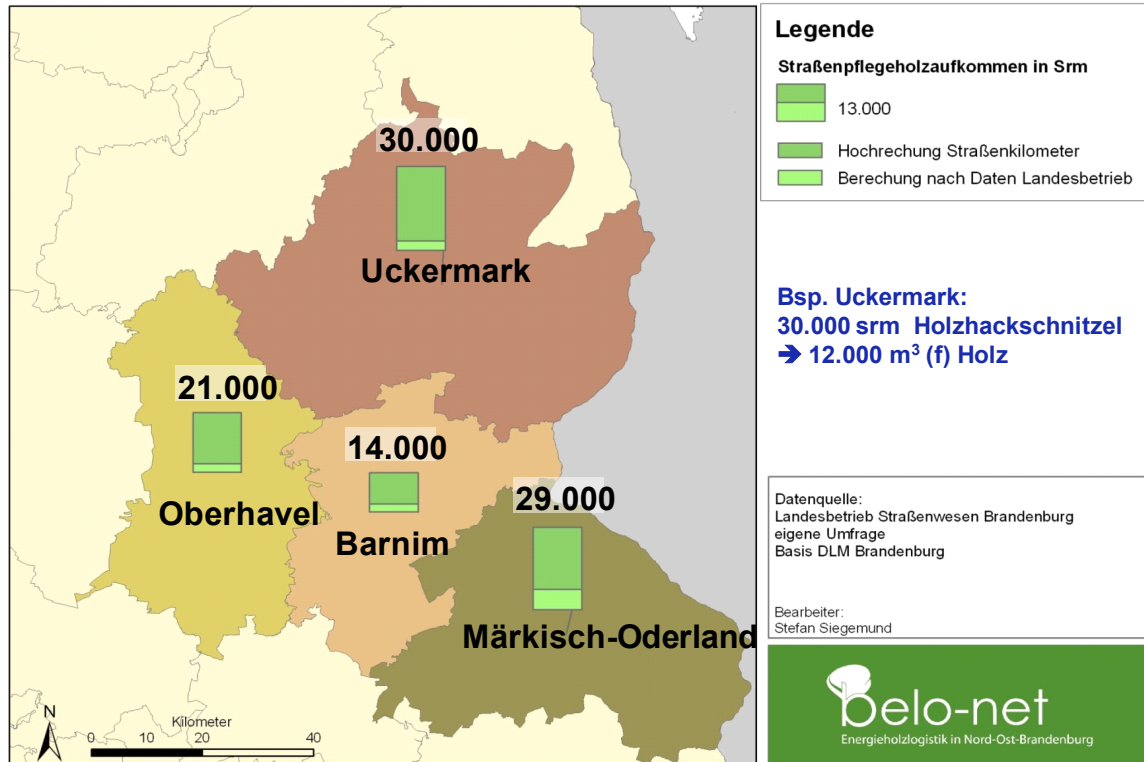 30.000
Uckermark
21.000
Oberhavel
14.000
Barnim
29.000
Märkisch-Oderland
N
Kilometer
0 10 20 40
Legende
Straßenpflegeholzaufkommen in Srm
13.000
Hochrechung Straßenkilometer
Berechung nach Daten Landesbetrieb
Bsp. Uckermark:
30.000 srm Holzhackschnitzel
➔ 12.000 m³ (f) Holz
Datenquelle:
Landesbetrieb Straßenwesen Brandenburg
eigene Umfrage
Basis DLM Brandenburg
Bearbeiter:
Stefan Siegemund
belo-net
Energieholzlogistik in Nord-Ost-Brandenburg